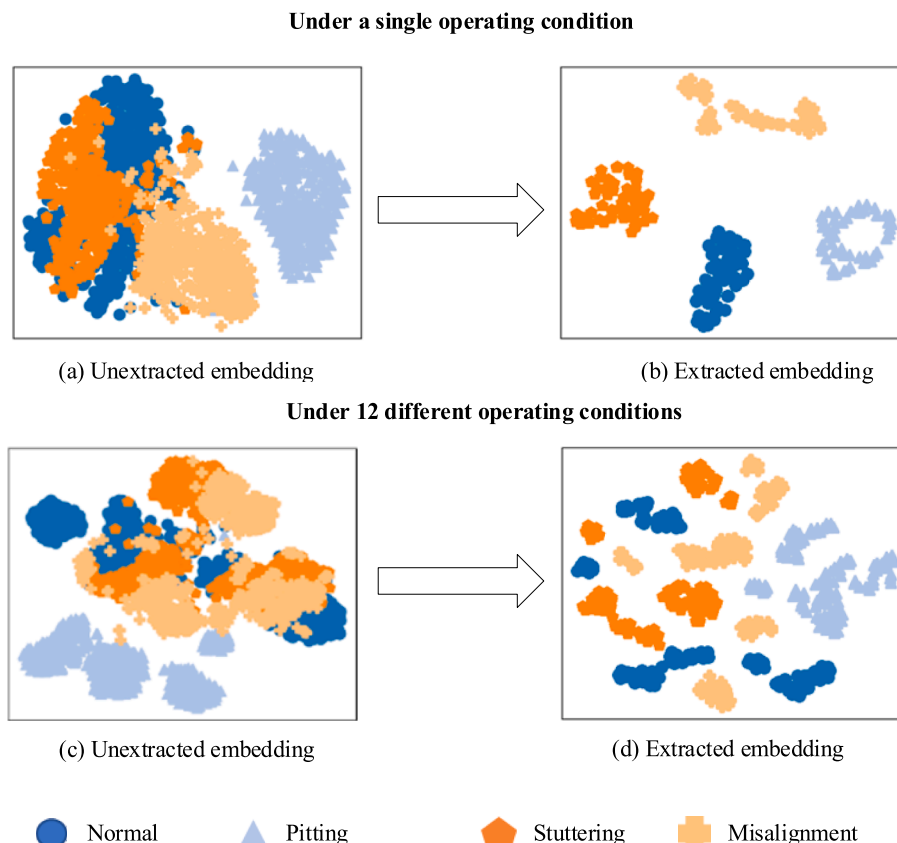 Under a single operating condition
(a) Unextracted embedding
(b) Extracted embedding
Under 12 different operating conditions
(c) Unextracted embedding
(d) Extracted embedding
Normal
Pitting
Stuttering
Misalignment